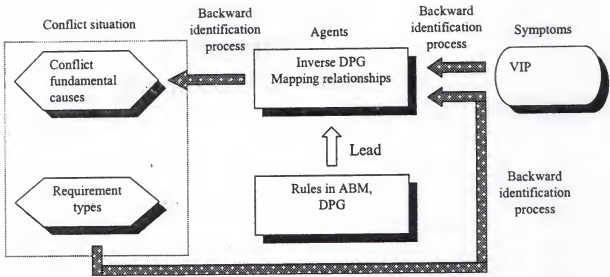 Conflict situation
Backward
identification
process
Agents
Backward
identification
process
Symptoms
Conflict
fundamental
causes
Inverse DPG
Mapping relationships
VIP
Lead
Requirement
types
Rules in ABM,
DPG
Backward
identification
process